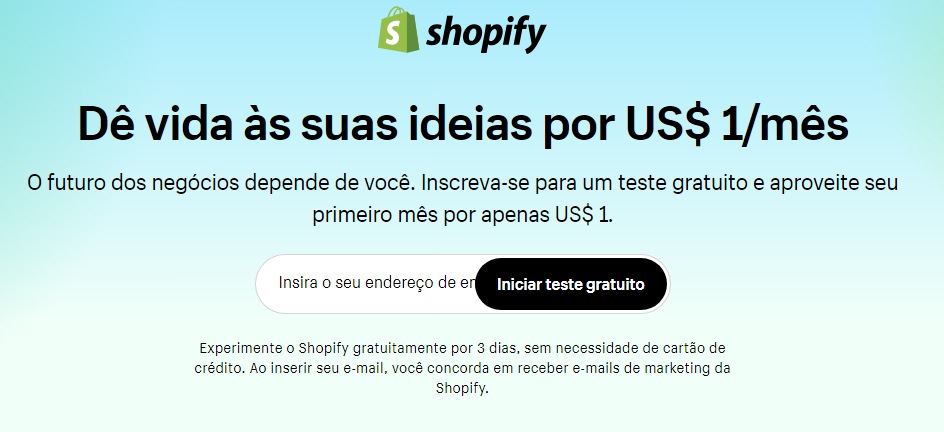 shopify
Dê vida às suas ideias por US$ 1/mês
O futuro dos negócios depende de você. Inscreva-se para um teste gratuito e aproveite seu
primeiro mês por apenas US$ 1.
Insira o seu endereço de Iniciar teste gratuito
Experimente o Shopify gratuitamente por 3 dias, sem necessidade de cartão de
crédito. Ao inserir seu e-mail, você concorda em receber e-mails de marketing da
Shopify.